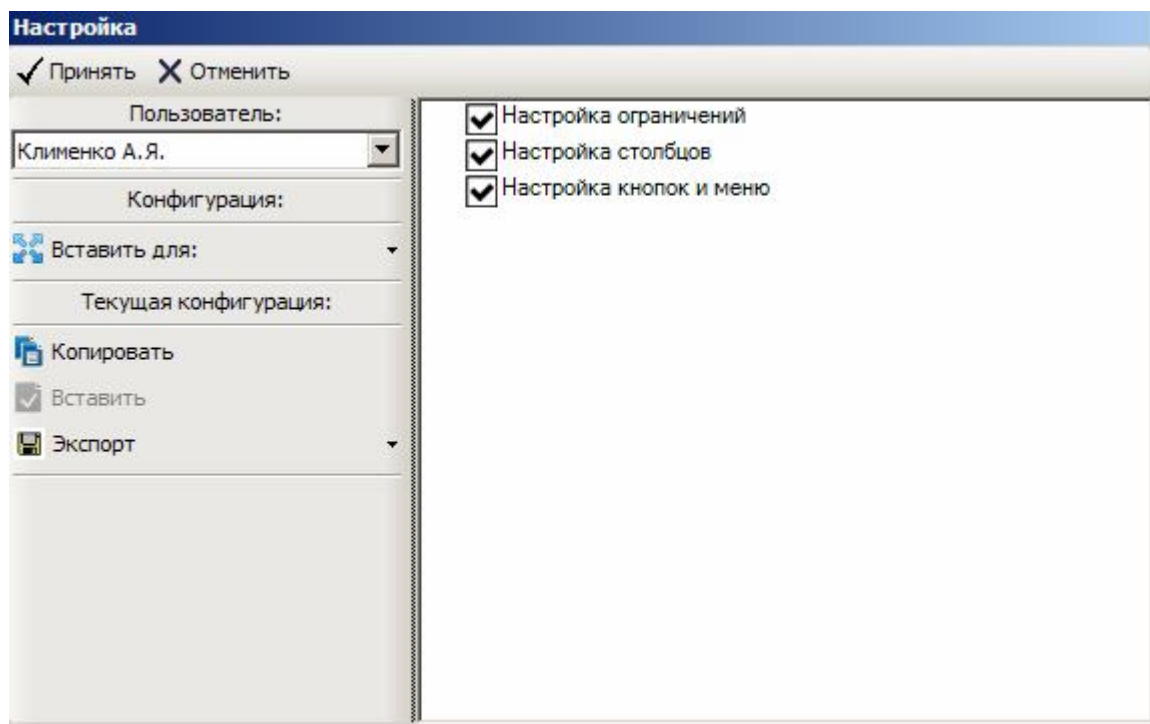 Настройка
Принять Отменить
Пользователь:
Клименко А.Я.
Конфигурация:
Вставить для:
Текущая конфигурация:
Копировать
Вставить
Экспорт
Настройка ограничений
Настройка столбцов
Настройка кнопок и меню